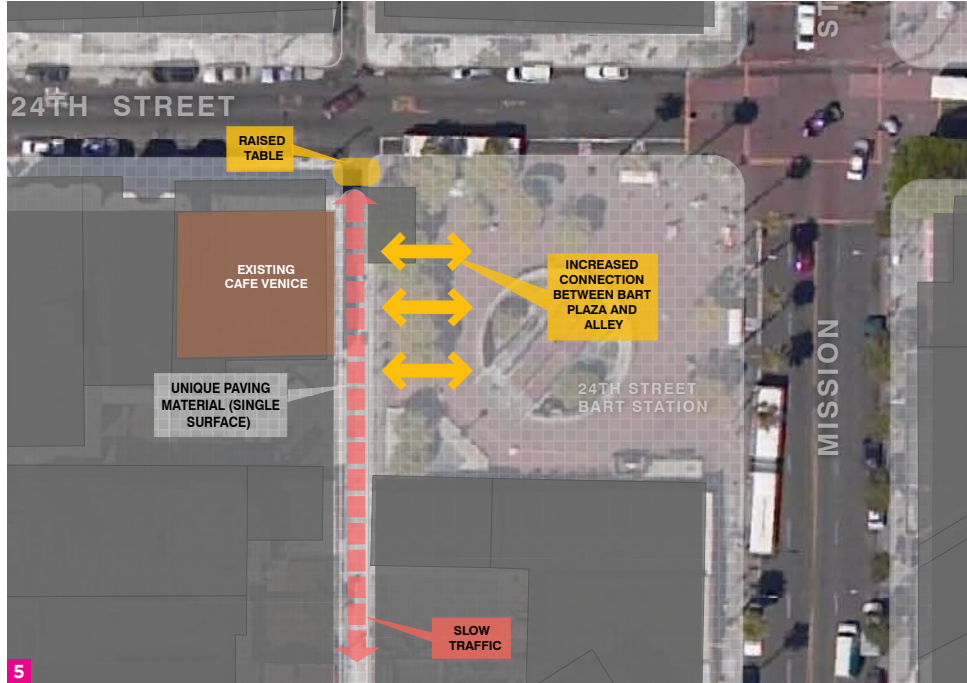 ST
24TH STREET
RAISED
TABLE
EXISTING
CAFE VENICE
INCREASED
CONNECTION
BETWEEN BART
PLAZA AND
ALLEY
UNIQUE PAVING
MATERIAL (SINGLE
SURFACE)
24TH STREET
BART STATION
MISSION
SLOW
TRAFFIC
5